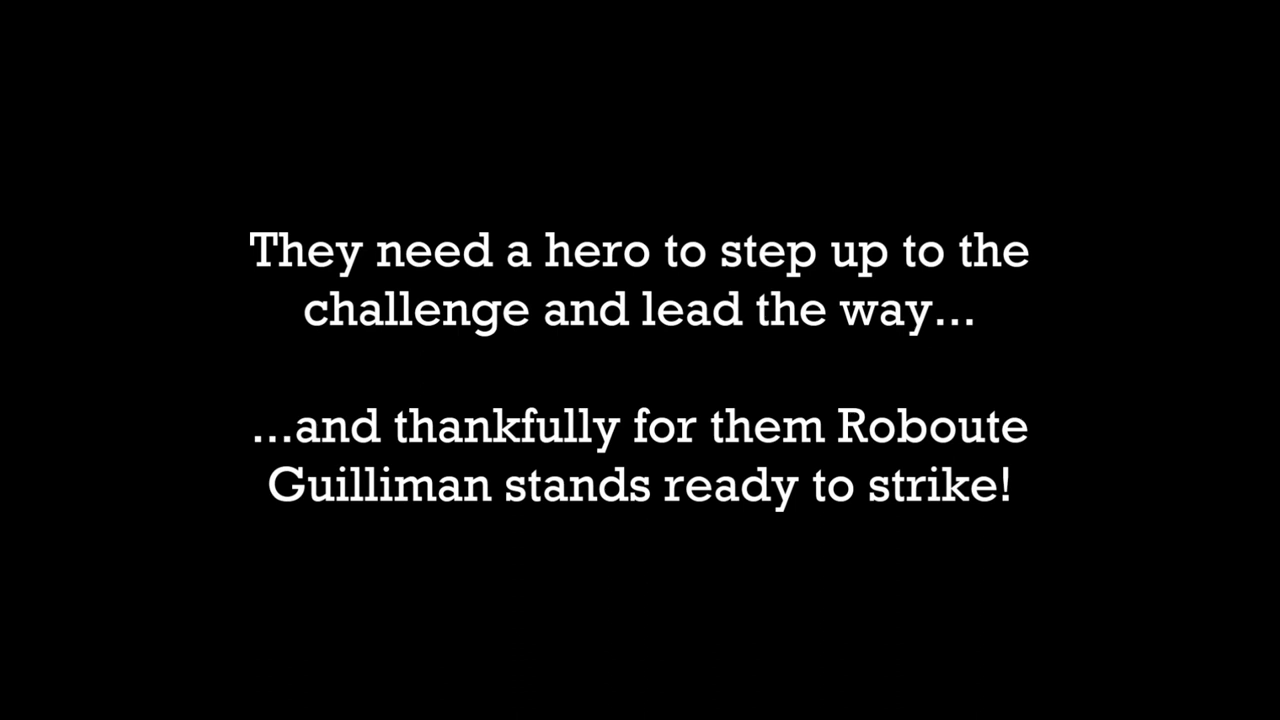 They need a hero to step up to the
challenge and lead the way...
...and thankfully for them Roboute
Guilliman stands ready to strike!